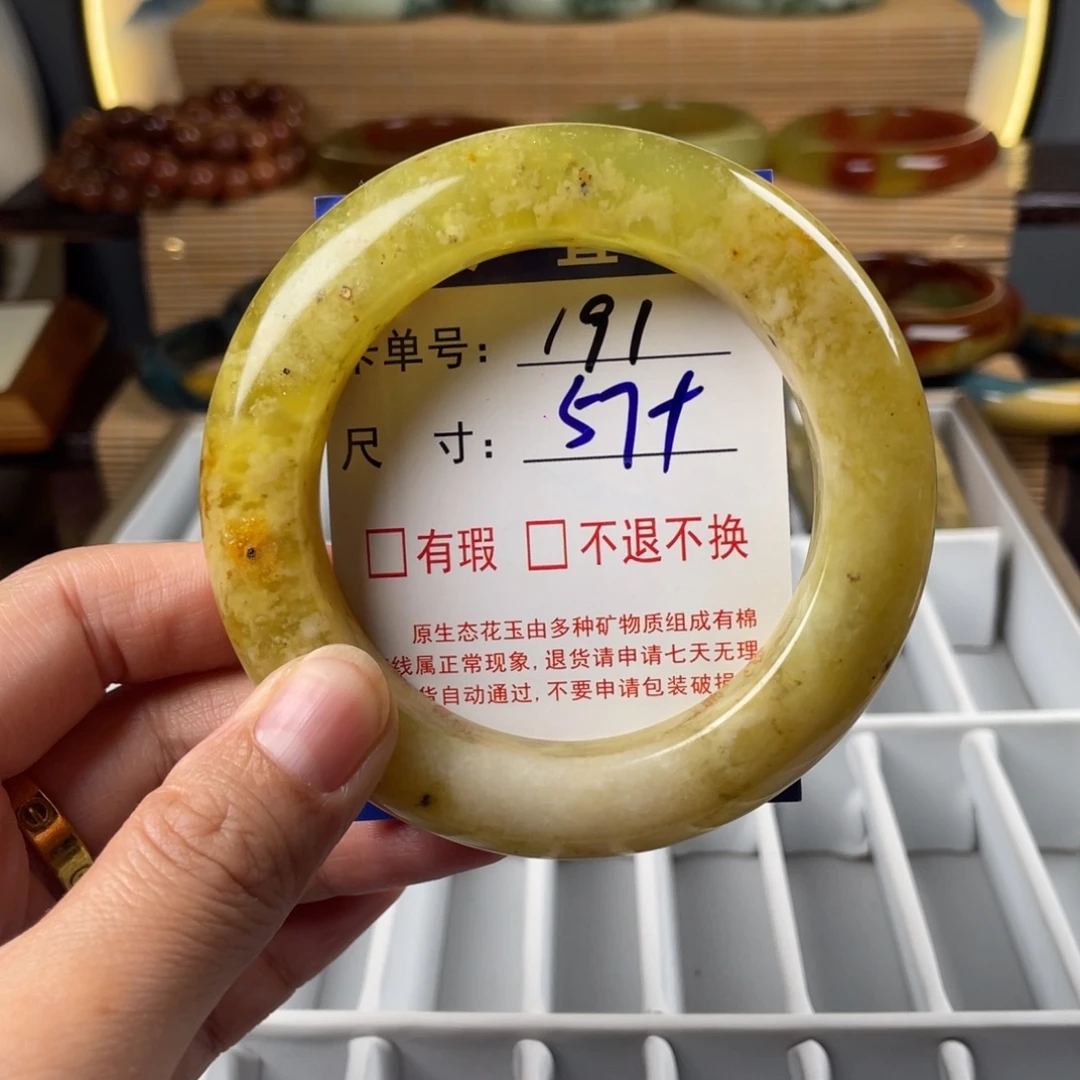 卡单号: 191
尺 寸: 57+
□有瑕 □不退不换
原生态花玉由多种矿物质组成有棉
线属正常现象,退货请申请七天无理
货自动通过,不要申请包装破损